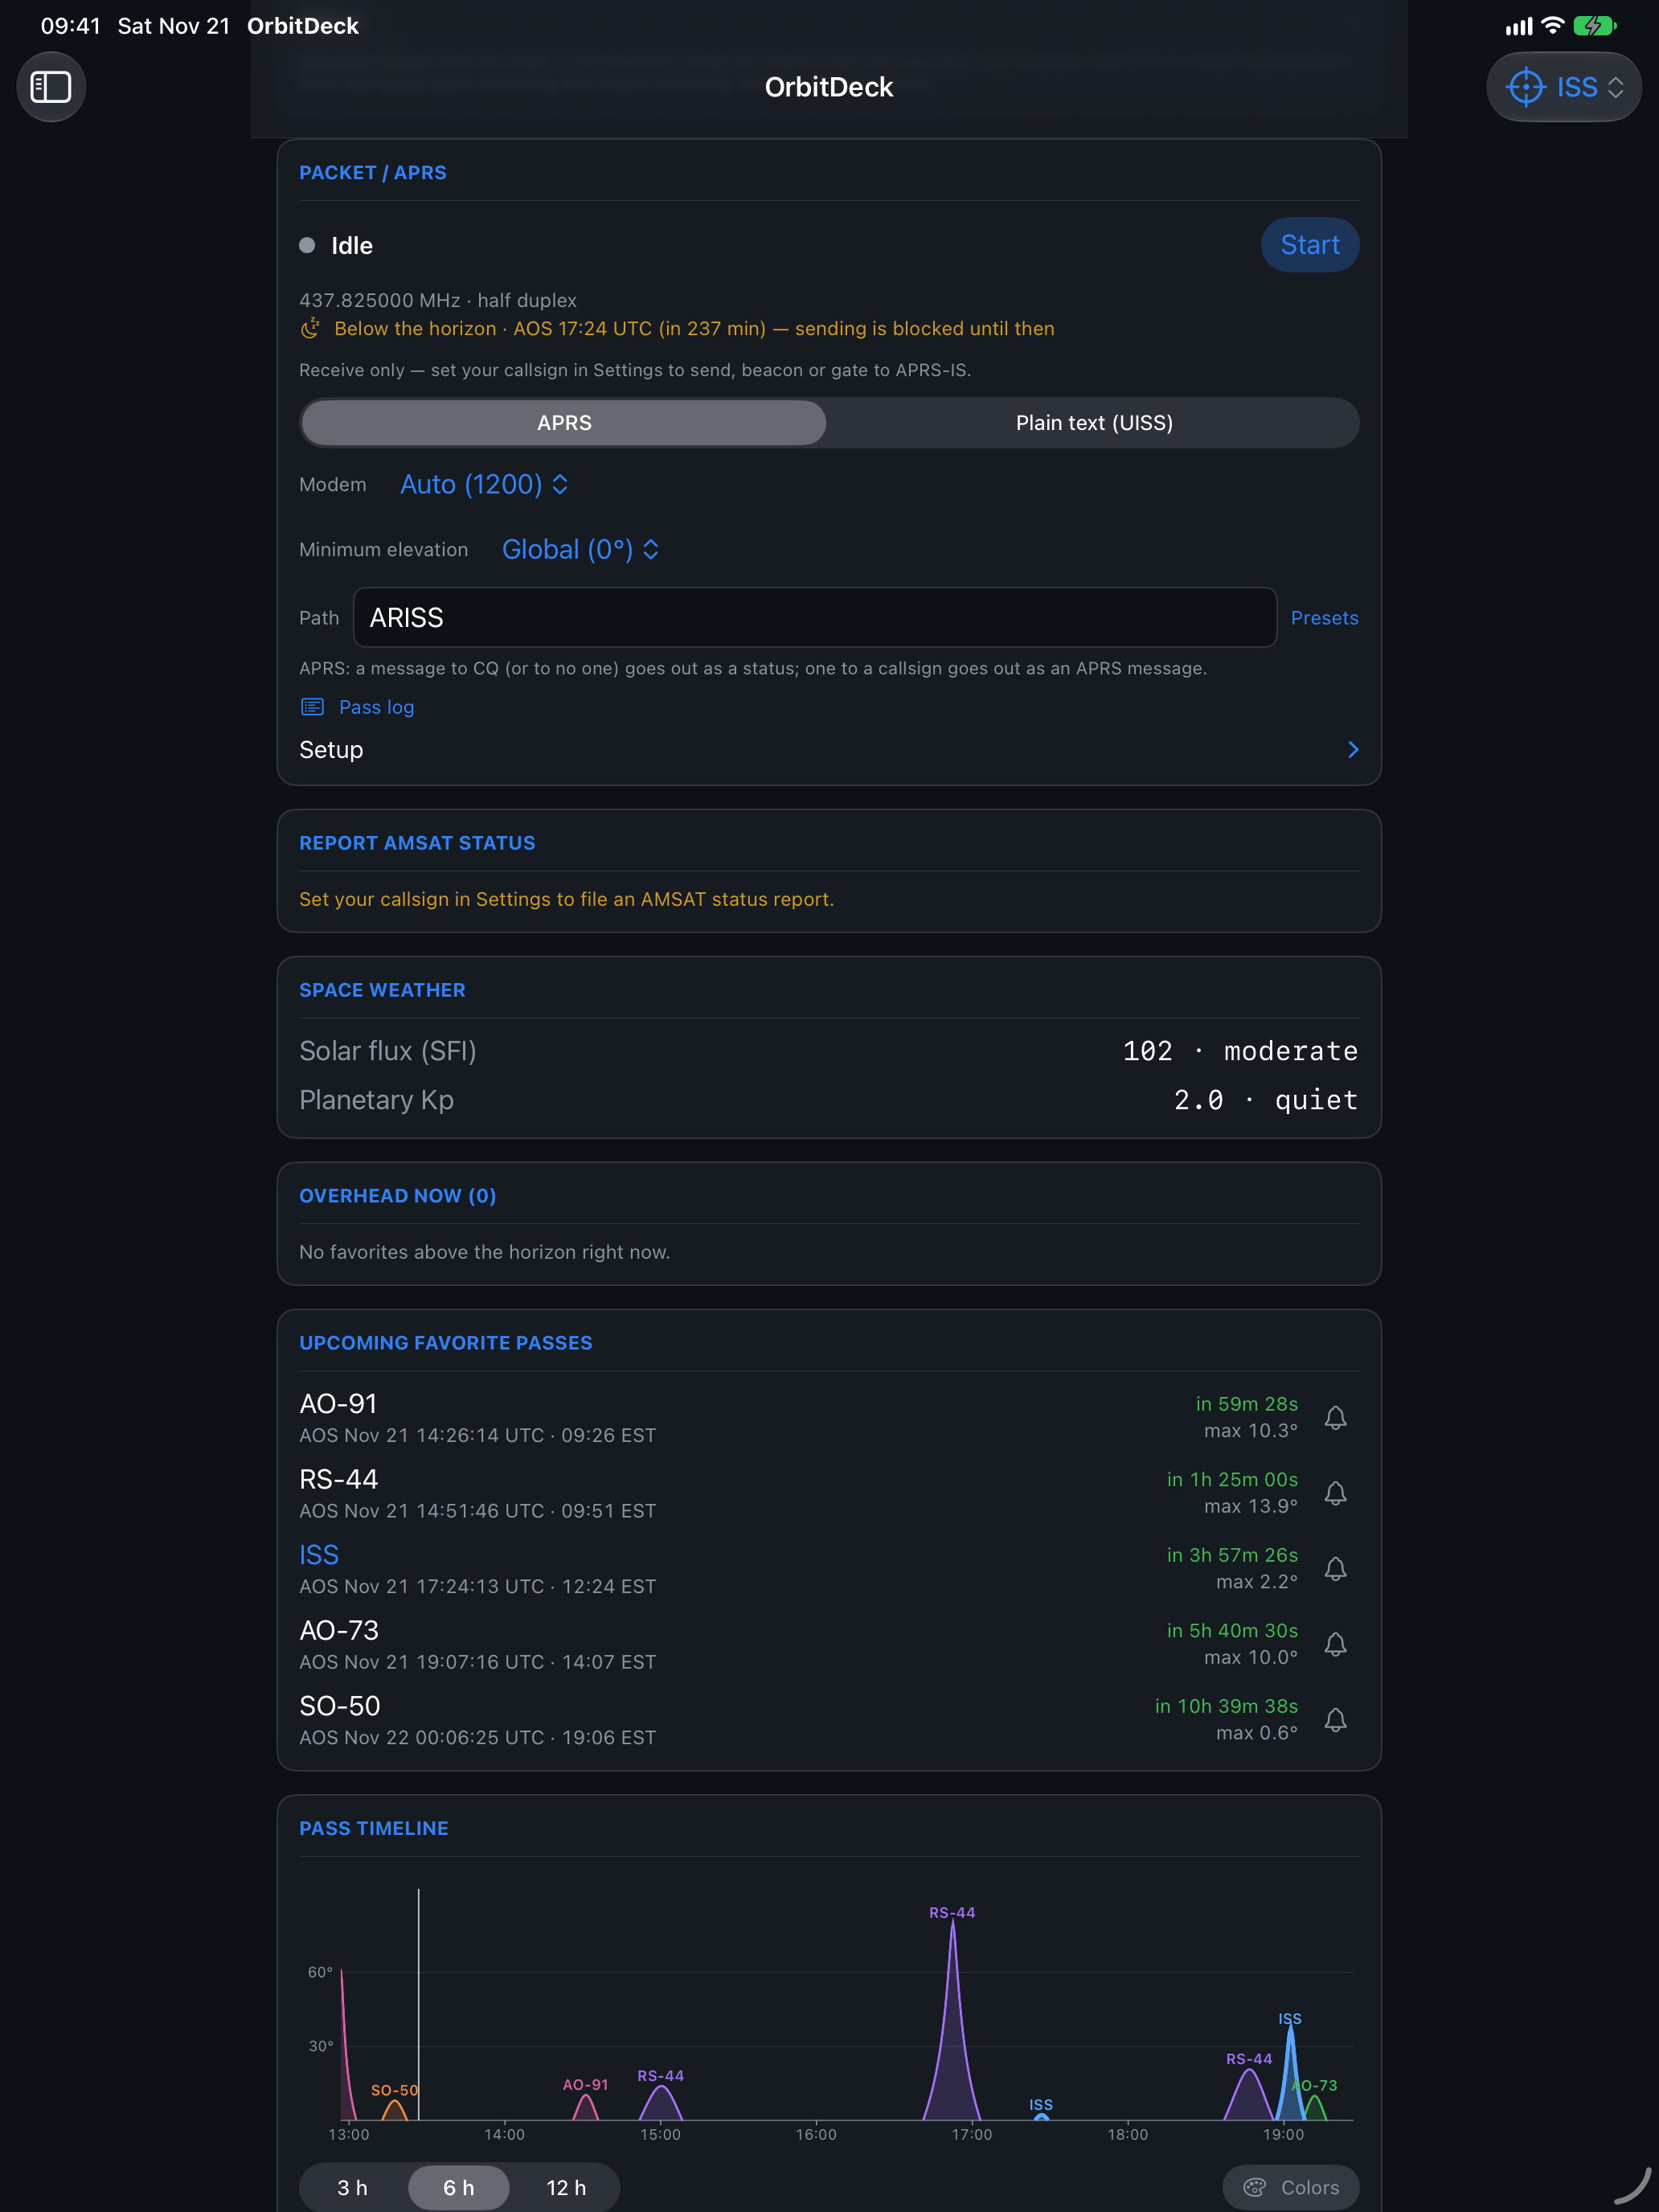 09:41 Sat Nov 21 OrbitDeck
OrbitDeck
ISS
PACKET / APRS
Idle
Start
437.825000 MHz · half duplex
Below the horizon · AOS 17:24 UTC (in 237 min) — sending is blocked until then
Receive only — set your callsign in Settings to send, beacon or gate to APRS-IS.
APRS
Plain text (UISS)
Modem Auto (1200)
Minimum elevation Global (0°)
Path ARISS Presets
APRS: a message to CQ (or to no one) goes out as a status; one to a callsign goes out as an APRS message.
Pass log
Setup
REPORT AMSAT STATUS
Set your callsign in Settings to file an AMSAT status report.
SPACE WEATHER
Solar flux (SFI) 102 · moderate
Planetary Kp 2.0 · quiet
OVERHEAD NOW (0)
No favorites above the horizon right now.
UPCOMING FAVORITE PASSES
AO-91
in 59m 28s
AOS Nov 21 14:26:14 UTC · 09:26 EST
max 10.3°
RS-44
in 1h 25m 00s
AOS Nov 21 14:51:46 UTC · 09:51 EST
max 13.9°
ISS
in 3h 57m 26s
AOS Nov 21 17:24:13 UTC · 12:24 EST
max 2.2°
AO-73
in 5h 40m 30s
AOS Nov 21 19:07:16 UTC · 14:07 EST
max 10.0°
SO-50
in 10h 39m 38s
AOS Nov 22 00:06:25 UTC · 19:06 EST
max 0.6°
PASS TIMELINE
RS-44
60°
ISS
30°
RS-44
RS-44
AO-91
AO-73
SO-50
ISS
13:00 14:00 15:00 16:00 17:00 18:00 19:00
3 h 6 h 12 h
Colors